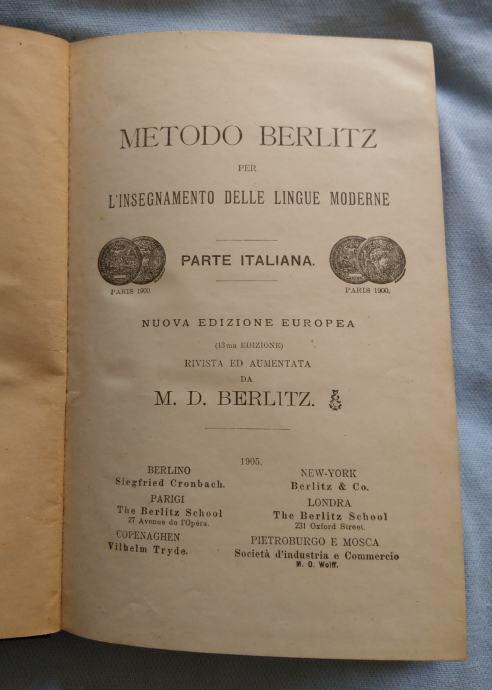 METODO BERLITZ
PER
L'INSEGNAMENTO DELLE LINGUE MODERNE
PARTE ITALIANA.
PARIS 1900.
PARIS 1900.
NUOVA EDIZIONE EUROPEA
(13ma EDIZIONE)
RIVISTA ED AUMENTATA
DA
M. D. BERLITZ.
1905.
BERLINO
Siegfried Cronbach.
PARIGI
The Berlitz School
27 Avenue de l'Opéra.
COPENAGHEN
Vilhelm Tryde.
NEW-YORK
Berlitz & Co.
LONDRA
The Berlitz School
231 Oxford Street.
PIETROBURGO E MOSCA
Società d'industria e Commercio
M. O. Wolff.